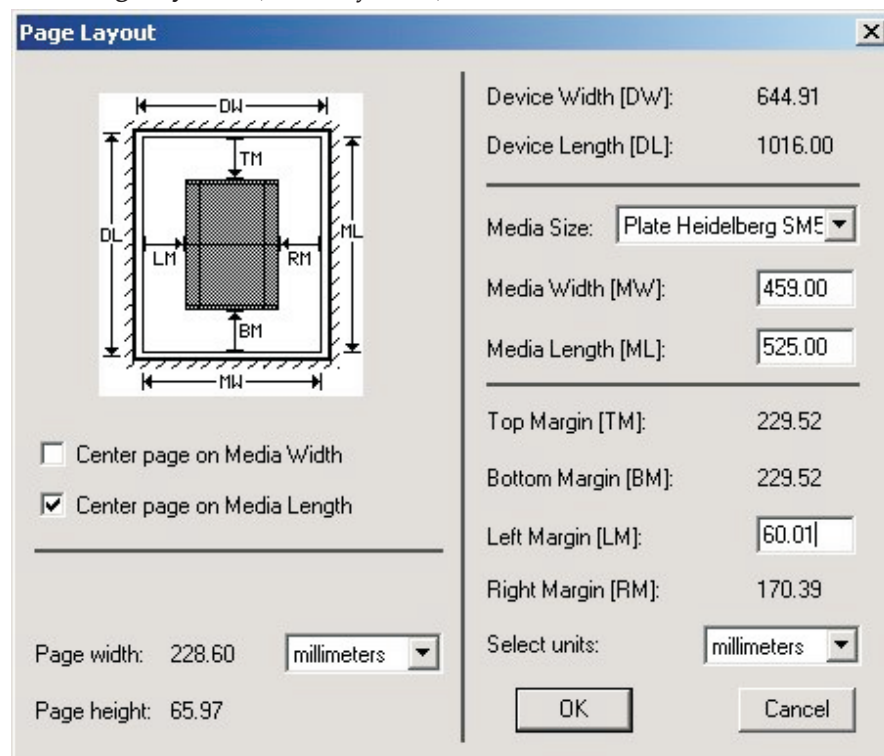 Page Layout
DW
TM
DL
ML
LM
RM
BM
MW
Center page on Media Width
Center page on Media Length
Page width: 228.60 millimeters
Page height: 65.97
Device Width [DW]: 644.91
Device Length [DL]: 1016.00
Media Size: Plate Heidelberg SM5
Media Width [MW]: 459.00
Media Length [ML]: 525.00
Top Margin [TM]: 229.52
Bottom Margin [BM]: 229.52
Left Margin [LM]: 60.01
Right Margin [RM]: 170.39
Select units: millimeters
OK Cancel